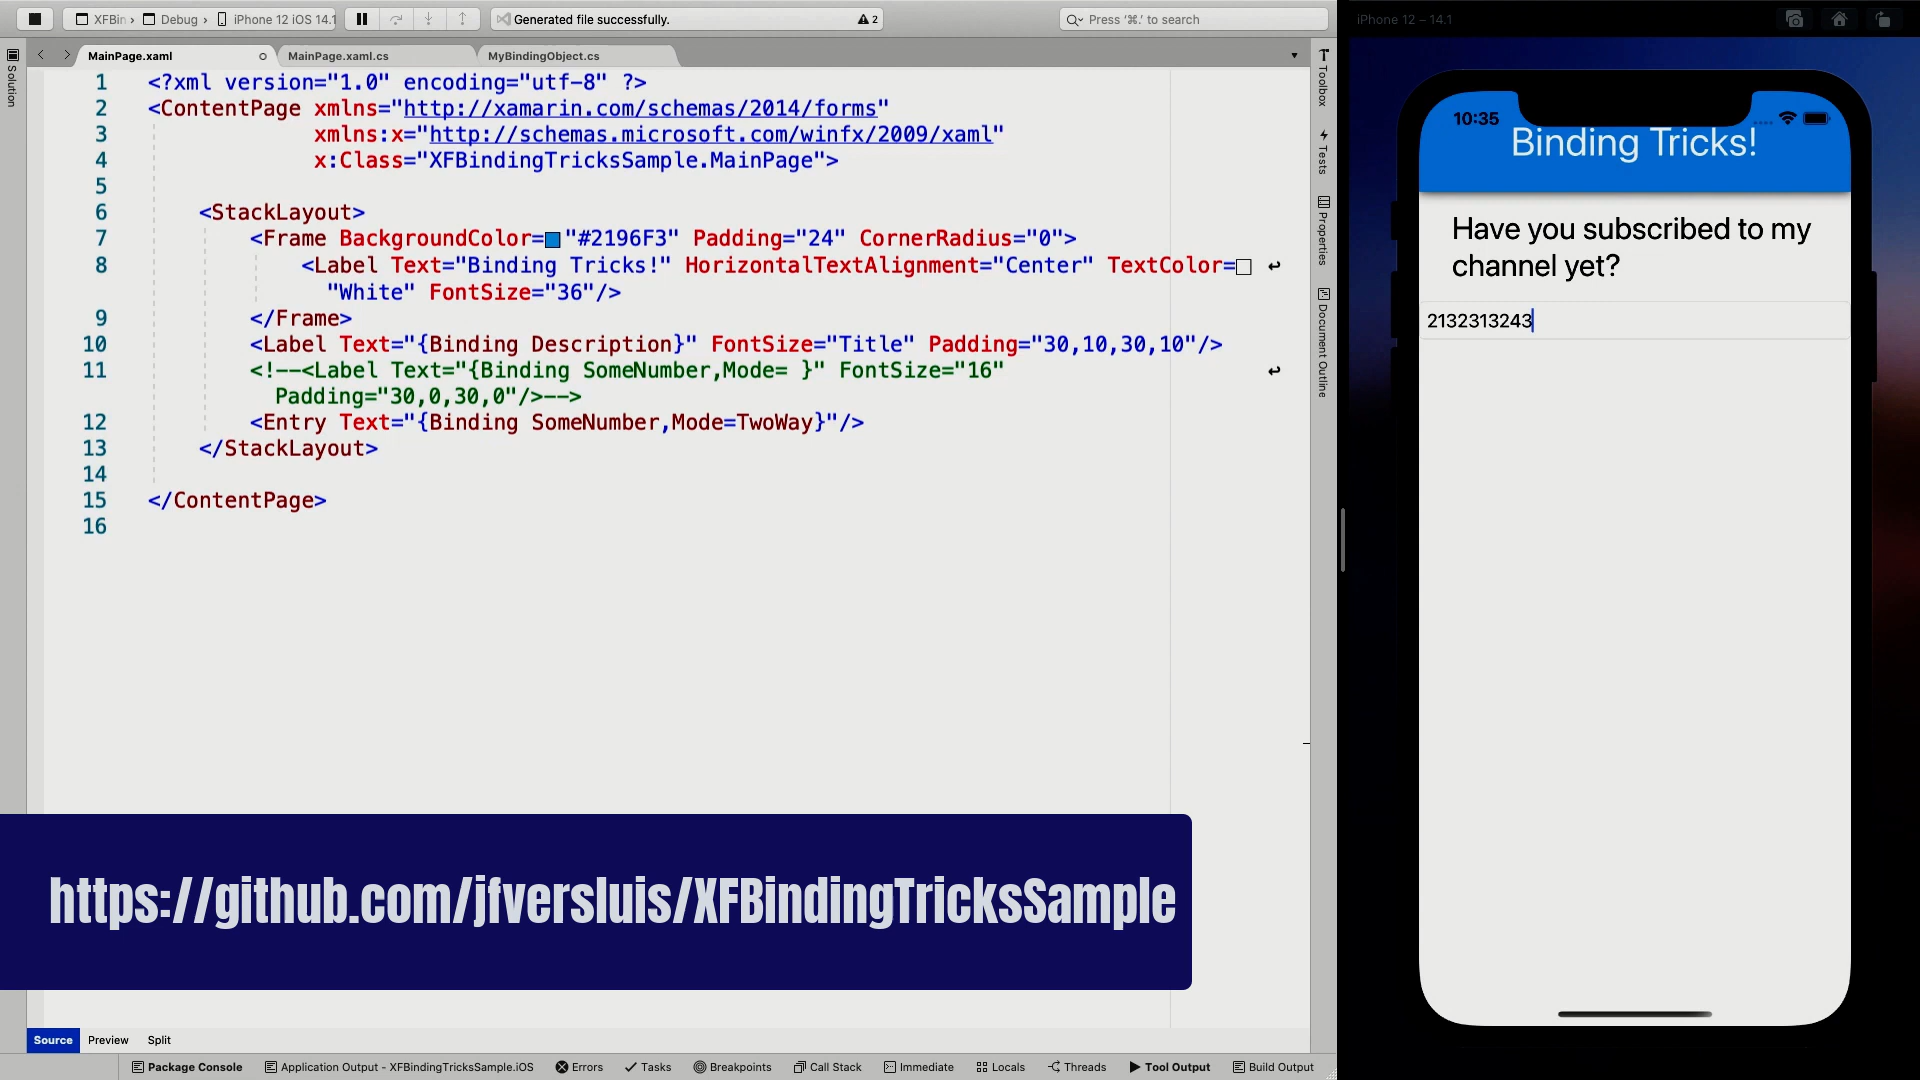 XFBin › Debug › iPhone 12 iOS 14.1
Generated file successfully.
2
Press '⌘.' to search
iPhone 12 – 14.1
Solution
MainPage.xaml
MainPage.xaml.cs
MyBindingObject.cs
Toolbox
Tests
Properties
Document Outline
1 <?xml version="1.0" encoding="utf-8" ?>
2 <ContentPage xmlns="http://xamarin.com/schemas/2014/forms"
3 xmlns:x="http://schemas.microsoft.com/winfx/2009/xaml"
4 x:Class="XFBindingTricksSample.MainPage">
5
6 <StackLayout>
7 <Frame BackgroundColor="#2196F3" Padding="24" CornerRadius="0">
8 <Label Text="Binding Tricks!" HorizontalTextAlignment="Center" TextColor=
"White" FontSize="36"/>
9 </Frame>
10 <Label Text="{Binding Description}" FontSize="Title" Padding="30,10,30,10"/>
11 <!--<Label Text="{Binding SomeNumber,Mode= }" FontSize="16"
Padding="30,0,30,0"/>-->
12 <Entry Text="{Binding SomeNumber,Mode=TwoWay}"/>
13 </StackLayout>
14
15 </ContentPage>
16
10:35
Binding Tricks!
Have you subscribed to my
channel yet?
2132313243
https://github.com/jfversluis/XFBindingTricksSample
Source Preview Split
Package Console Application Output - XFBindingTricksSample.iOS Errors Tasks Breakpoints Call Stack Immediate Locals Threads Tool Output Build Output